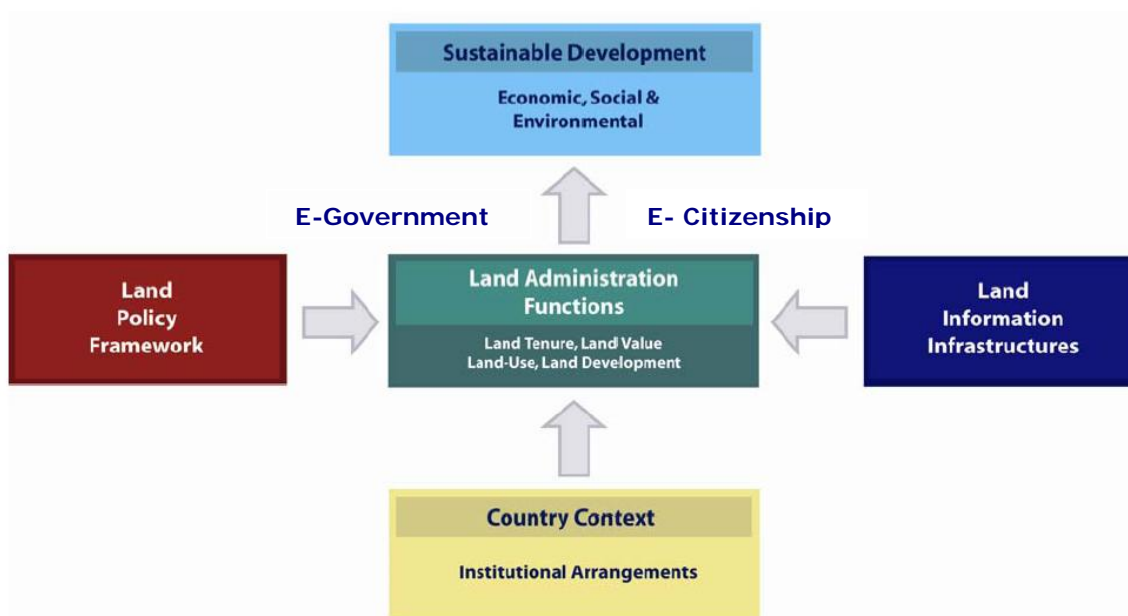 Sustainable Development
Economic, Social &
Environmental
E-Government
E- Citizenship
Land
Policy
Framework
Land Administration
Functions
Land Tenure, Land Value
Land-Use, Land Development
Land
Information
Infrastructures
Country Context
Institutional Arrangements